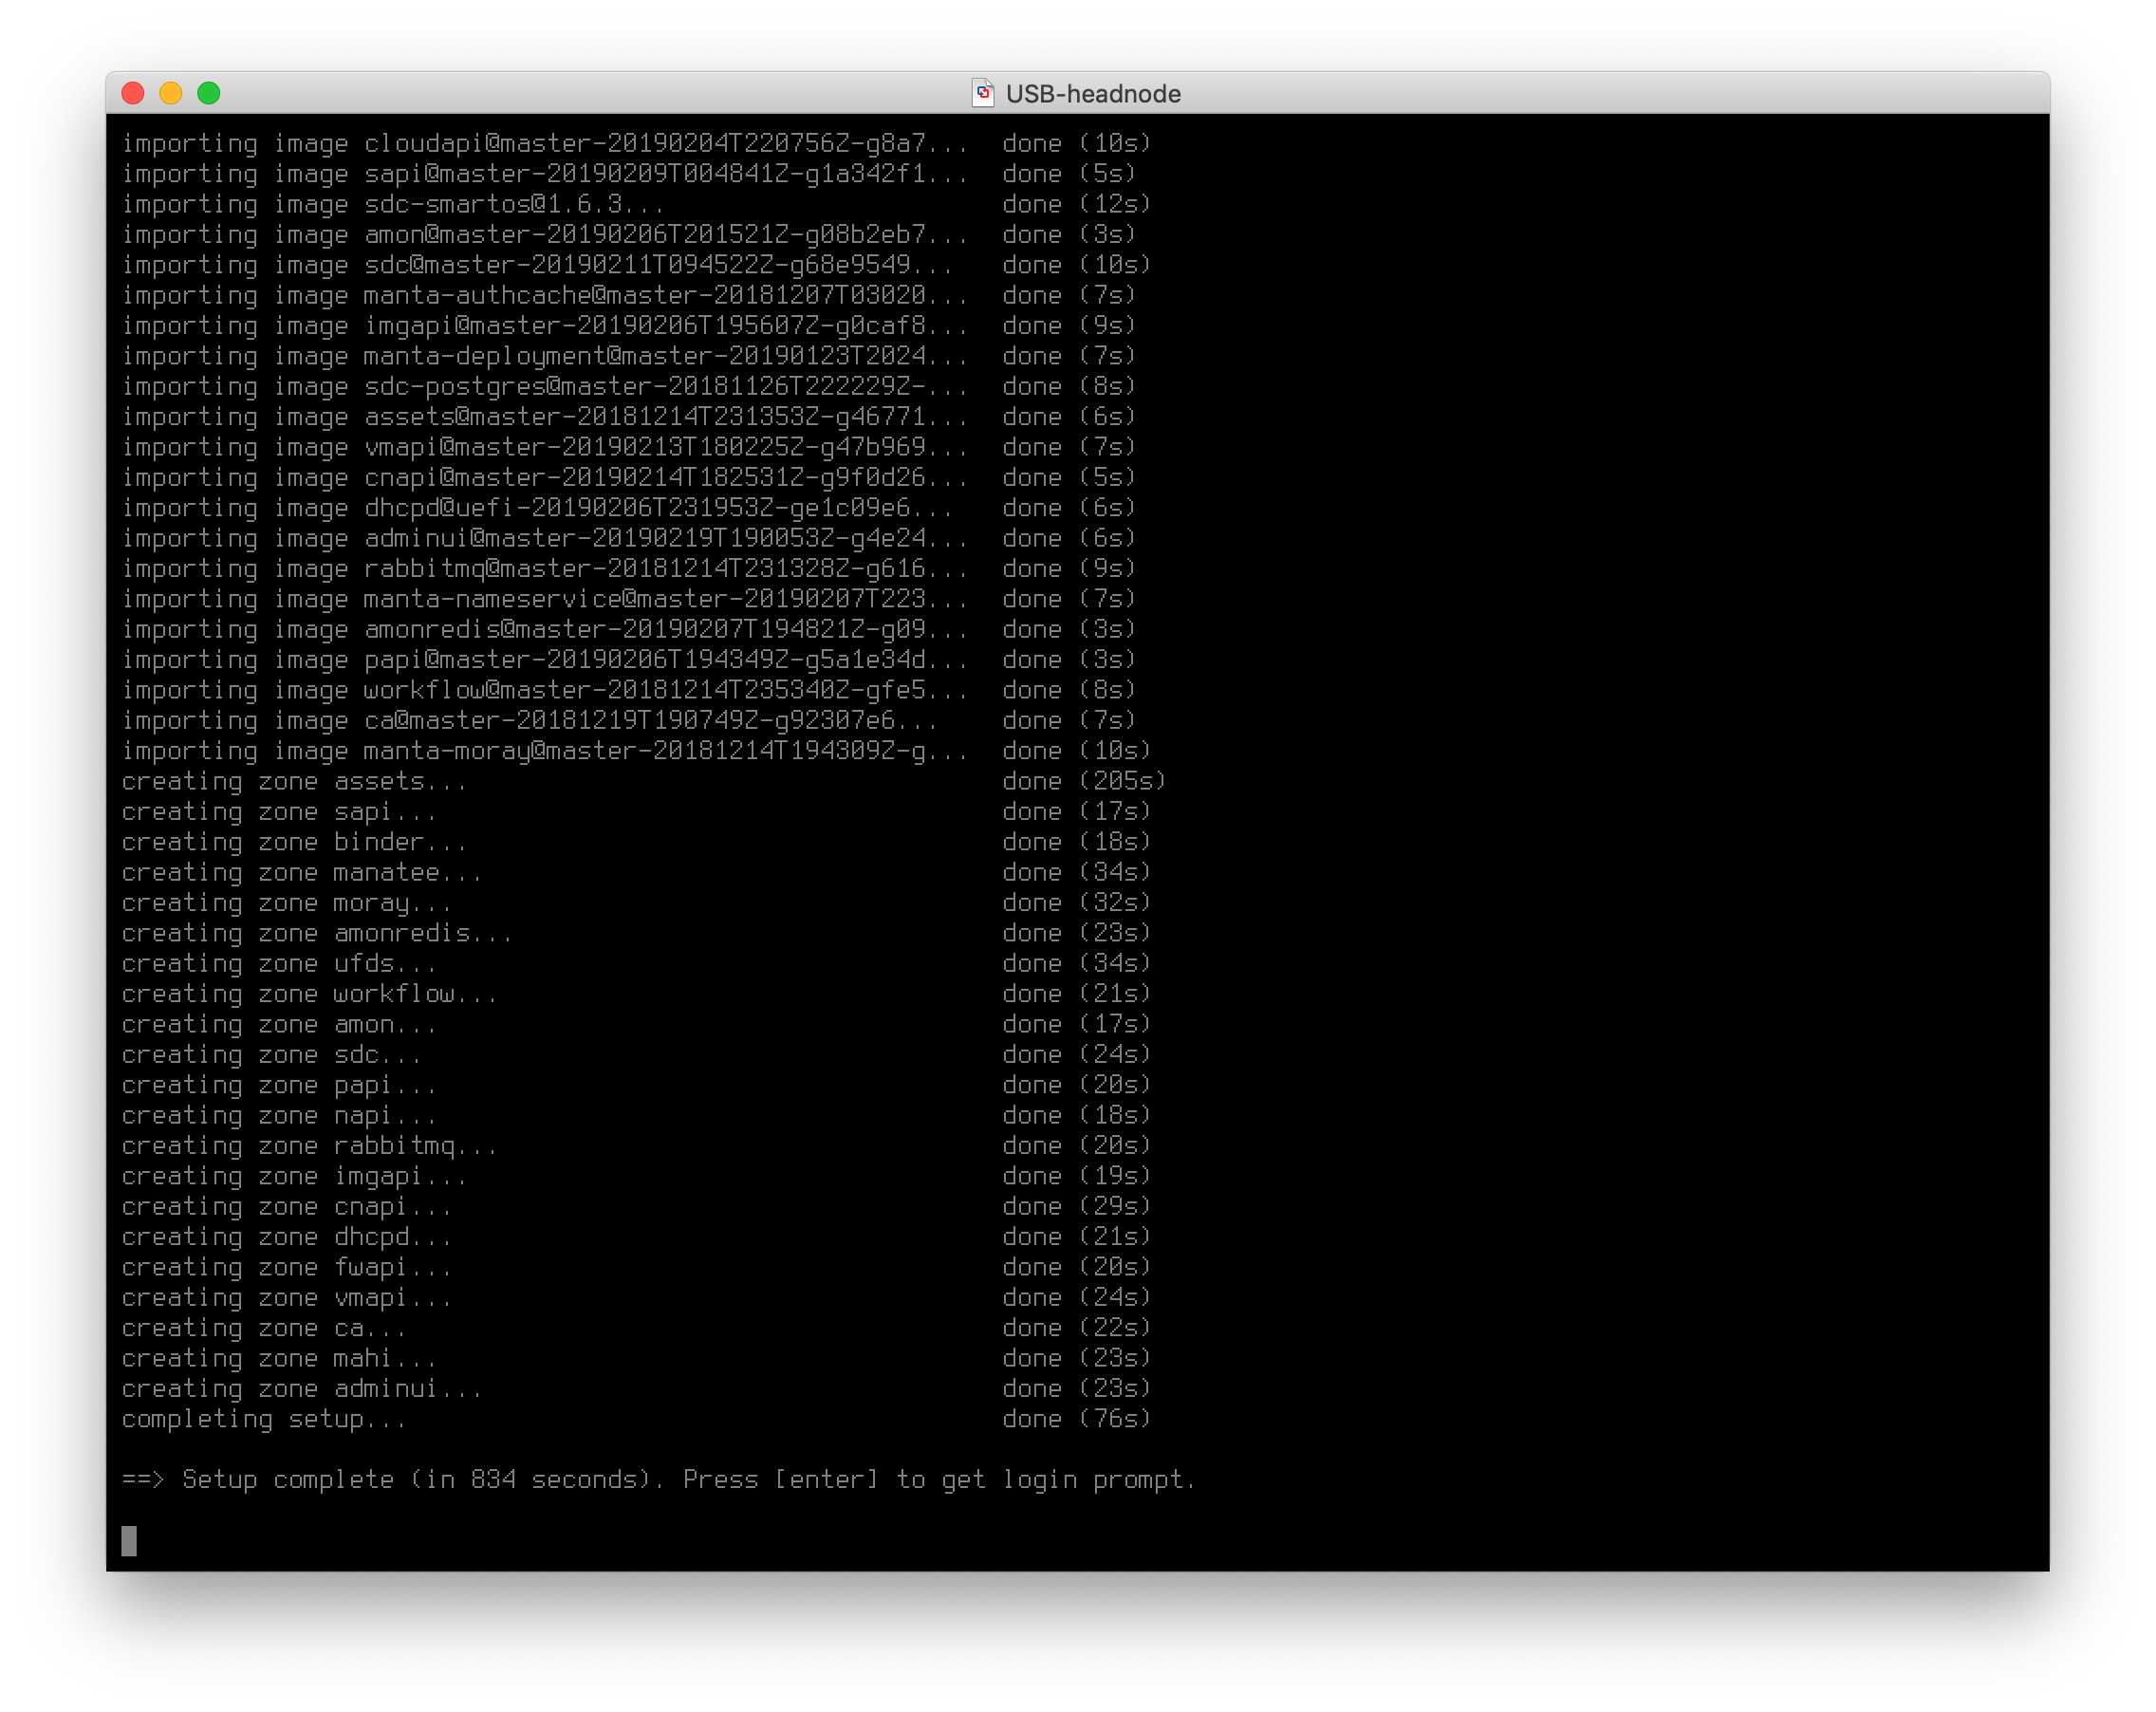 USB-headnode
importing image cloudapi@master-20190204T220756Z-g8a7... done (10s)
importing image sapi@master-20190209T004841Z-g1a342f1... done (5s)
importing image sdc-smartos@1.6.3... done (12s)
importing image amon@master-20190206T201521Z-g08b2eb7... done (3s)
importing image sdc@master-20190211T094522Z-g68e9549... done (10s)
importing image manta-authcache@master-20181207T03020... done (7s)
importing image imgapi@master-20190206T195607Z-g0caf8... done (9s)
importing image manta-deployment@master-20190123T2024... done (7s)
importing image sdc-postgres@master-20181126T222229Z-... done (8s)
importing image assets@master-20181214T231353Z-g46771... done (6s)
importing image vmapi@master-20190213T180225Z-g47b969... done (7s)
importing image cnapi@master-20190214T182531Z-g9f0d26... done (5s)
importing image dhcpd@uefi-20190206T231953Z-ge1c09e6... done (6s)
importing image adminui@master-20190219T190053Z-g4e24... done (6s)
importing image rabbitmq@master-20181214T231328Z-g616... done (9s)
importing image manta-nameservice@master-20190207T223... done (7s)
importing image amonredis@master-20190207T194821Z-g09... done (3s)
importing image papi@master-20190206T194349Z-g5a1e34d... done (3s)
importing image workflow@master-20181214T235340Z-gfe5... done (8s)
importing image ca@master-20181219T190749Z-g92307e6... done (7s)
importing image manta-moray@master-20181214T194309Z-g... done (10s)
creating zone assets... done (205s)
creating zone sapi... done (17s)
creating zone binder... done (18s)
creating zone manatee... done (34s)
creating zone moray... done (32s)
creating zone amonredis... done (23s)
creating zone ufds... done (34s)
creating zone workflow... done (21s)
creating zone amon... done (17s)
creating zone sdc... done (24s)
creating zone papi... done (20s)
creating zone napi... done (18s)
creating zone rabbitmq... done (20s)
creating zone imgapi... done (19s)
creating zone cnapi... done (29s)
creating zone dhcpd... done (21s)
creating zone fwapi... done (20s)
creating zone vmapi... done (24s)
creating zone ca... done (22s)
creating zone mahi... done (23s)
creating zone adminui... done (23s)
completing setup... done (76s)
==> Setup complete (in 834 seconds). Press [enter] to get login prompt.